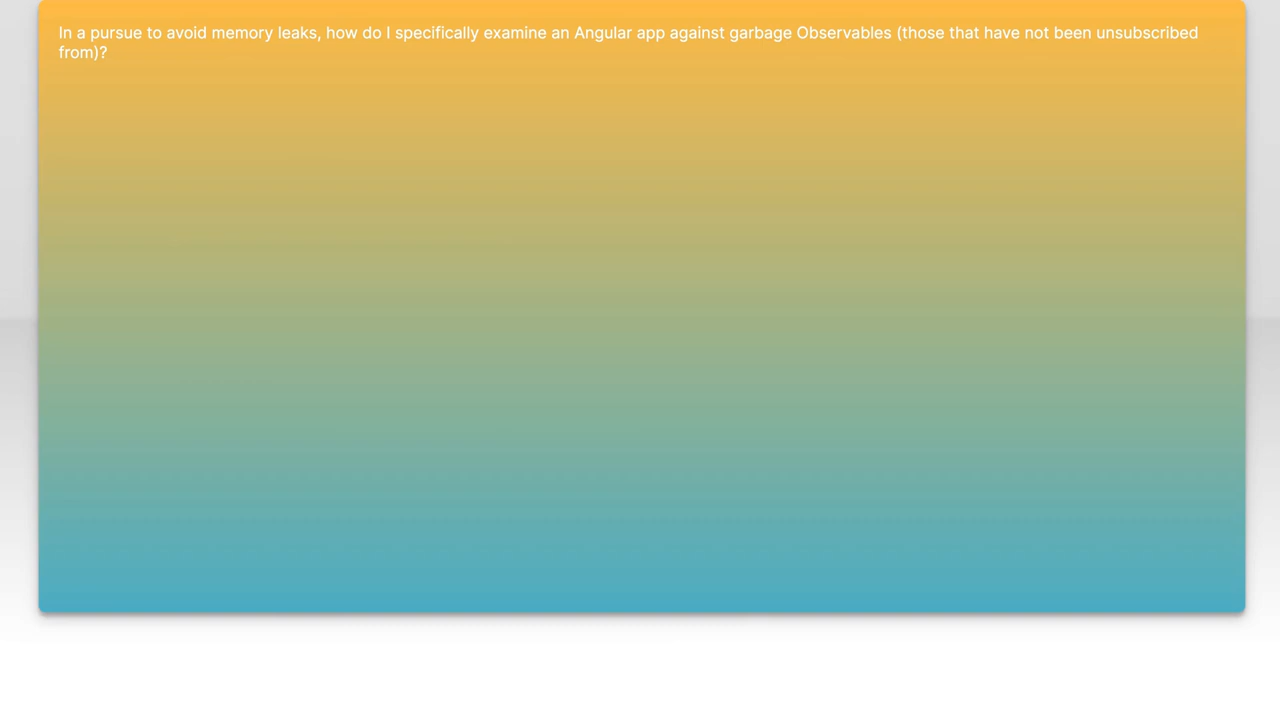 In a pursue to avoid memory leaks, how do I specifically examine an Angular app against garbage Observables (those that have not been unsubscribed
from)?